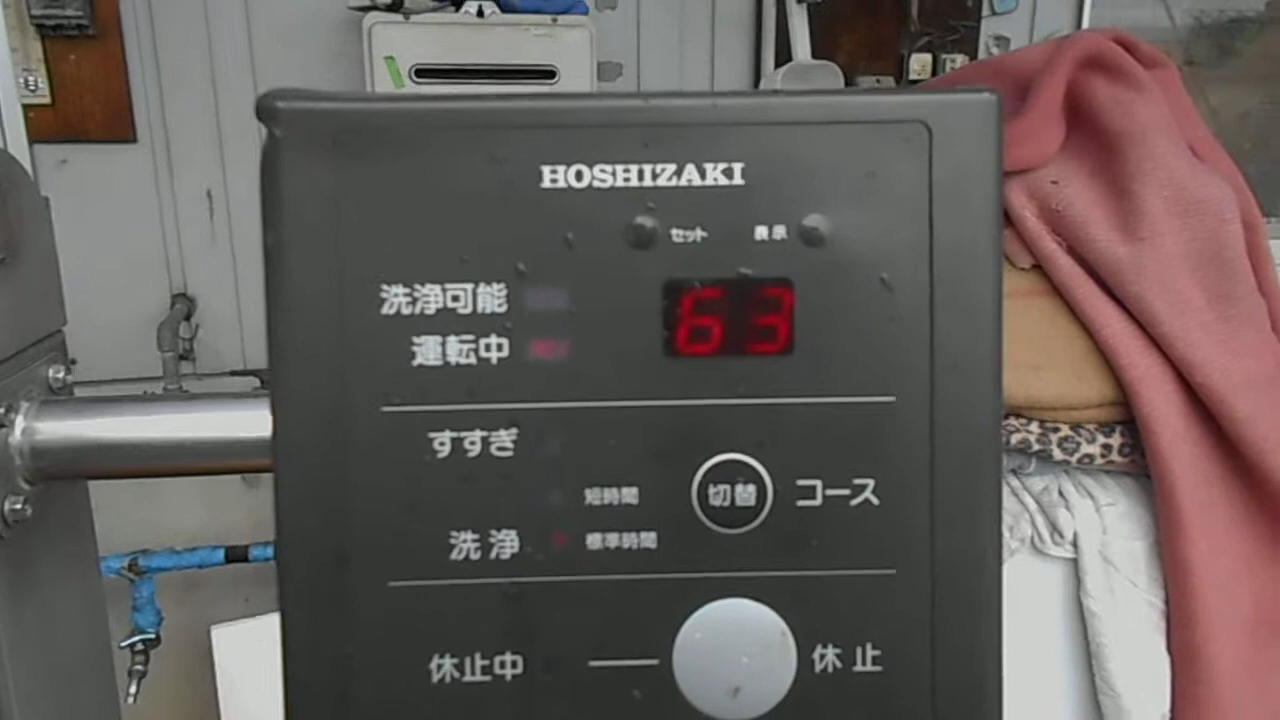 HOSHIZAKI
セット 表示
洗浄可能
63
運転中
すすぎ
短時間
切替 コース
洗浄 標準時間
休止中 休止